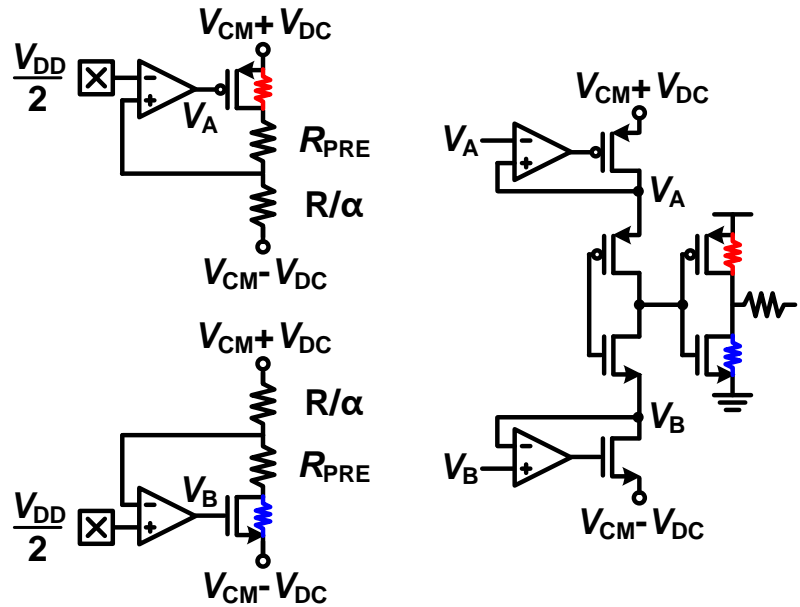 V_CM + V_DC
V_DD/2
− +
V_A
R_PRE
R/α
V_CM - V_DC
V_CM + V_DC
R/α
R_PRE
V_B
− +
V_DD/2
V_CM - V_DC
V_CM + V_DC
V_A
− +
V_A
V_B
V_B
− +
V_CM - V_DC